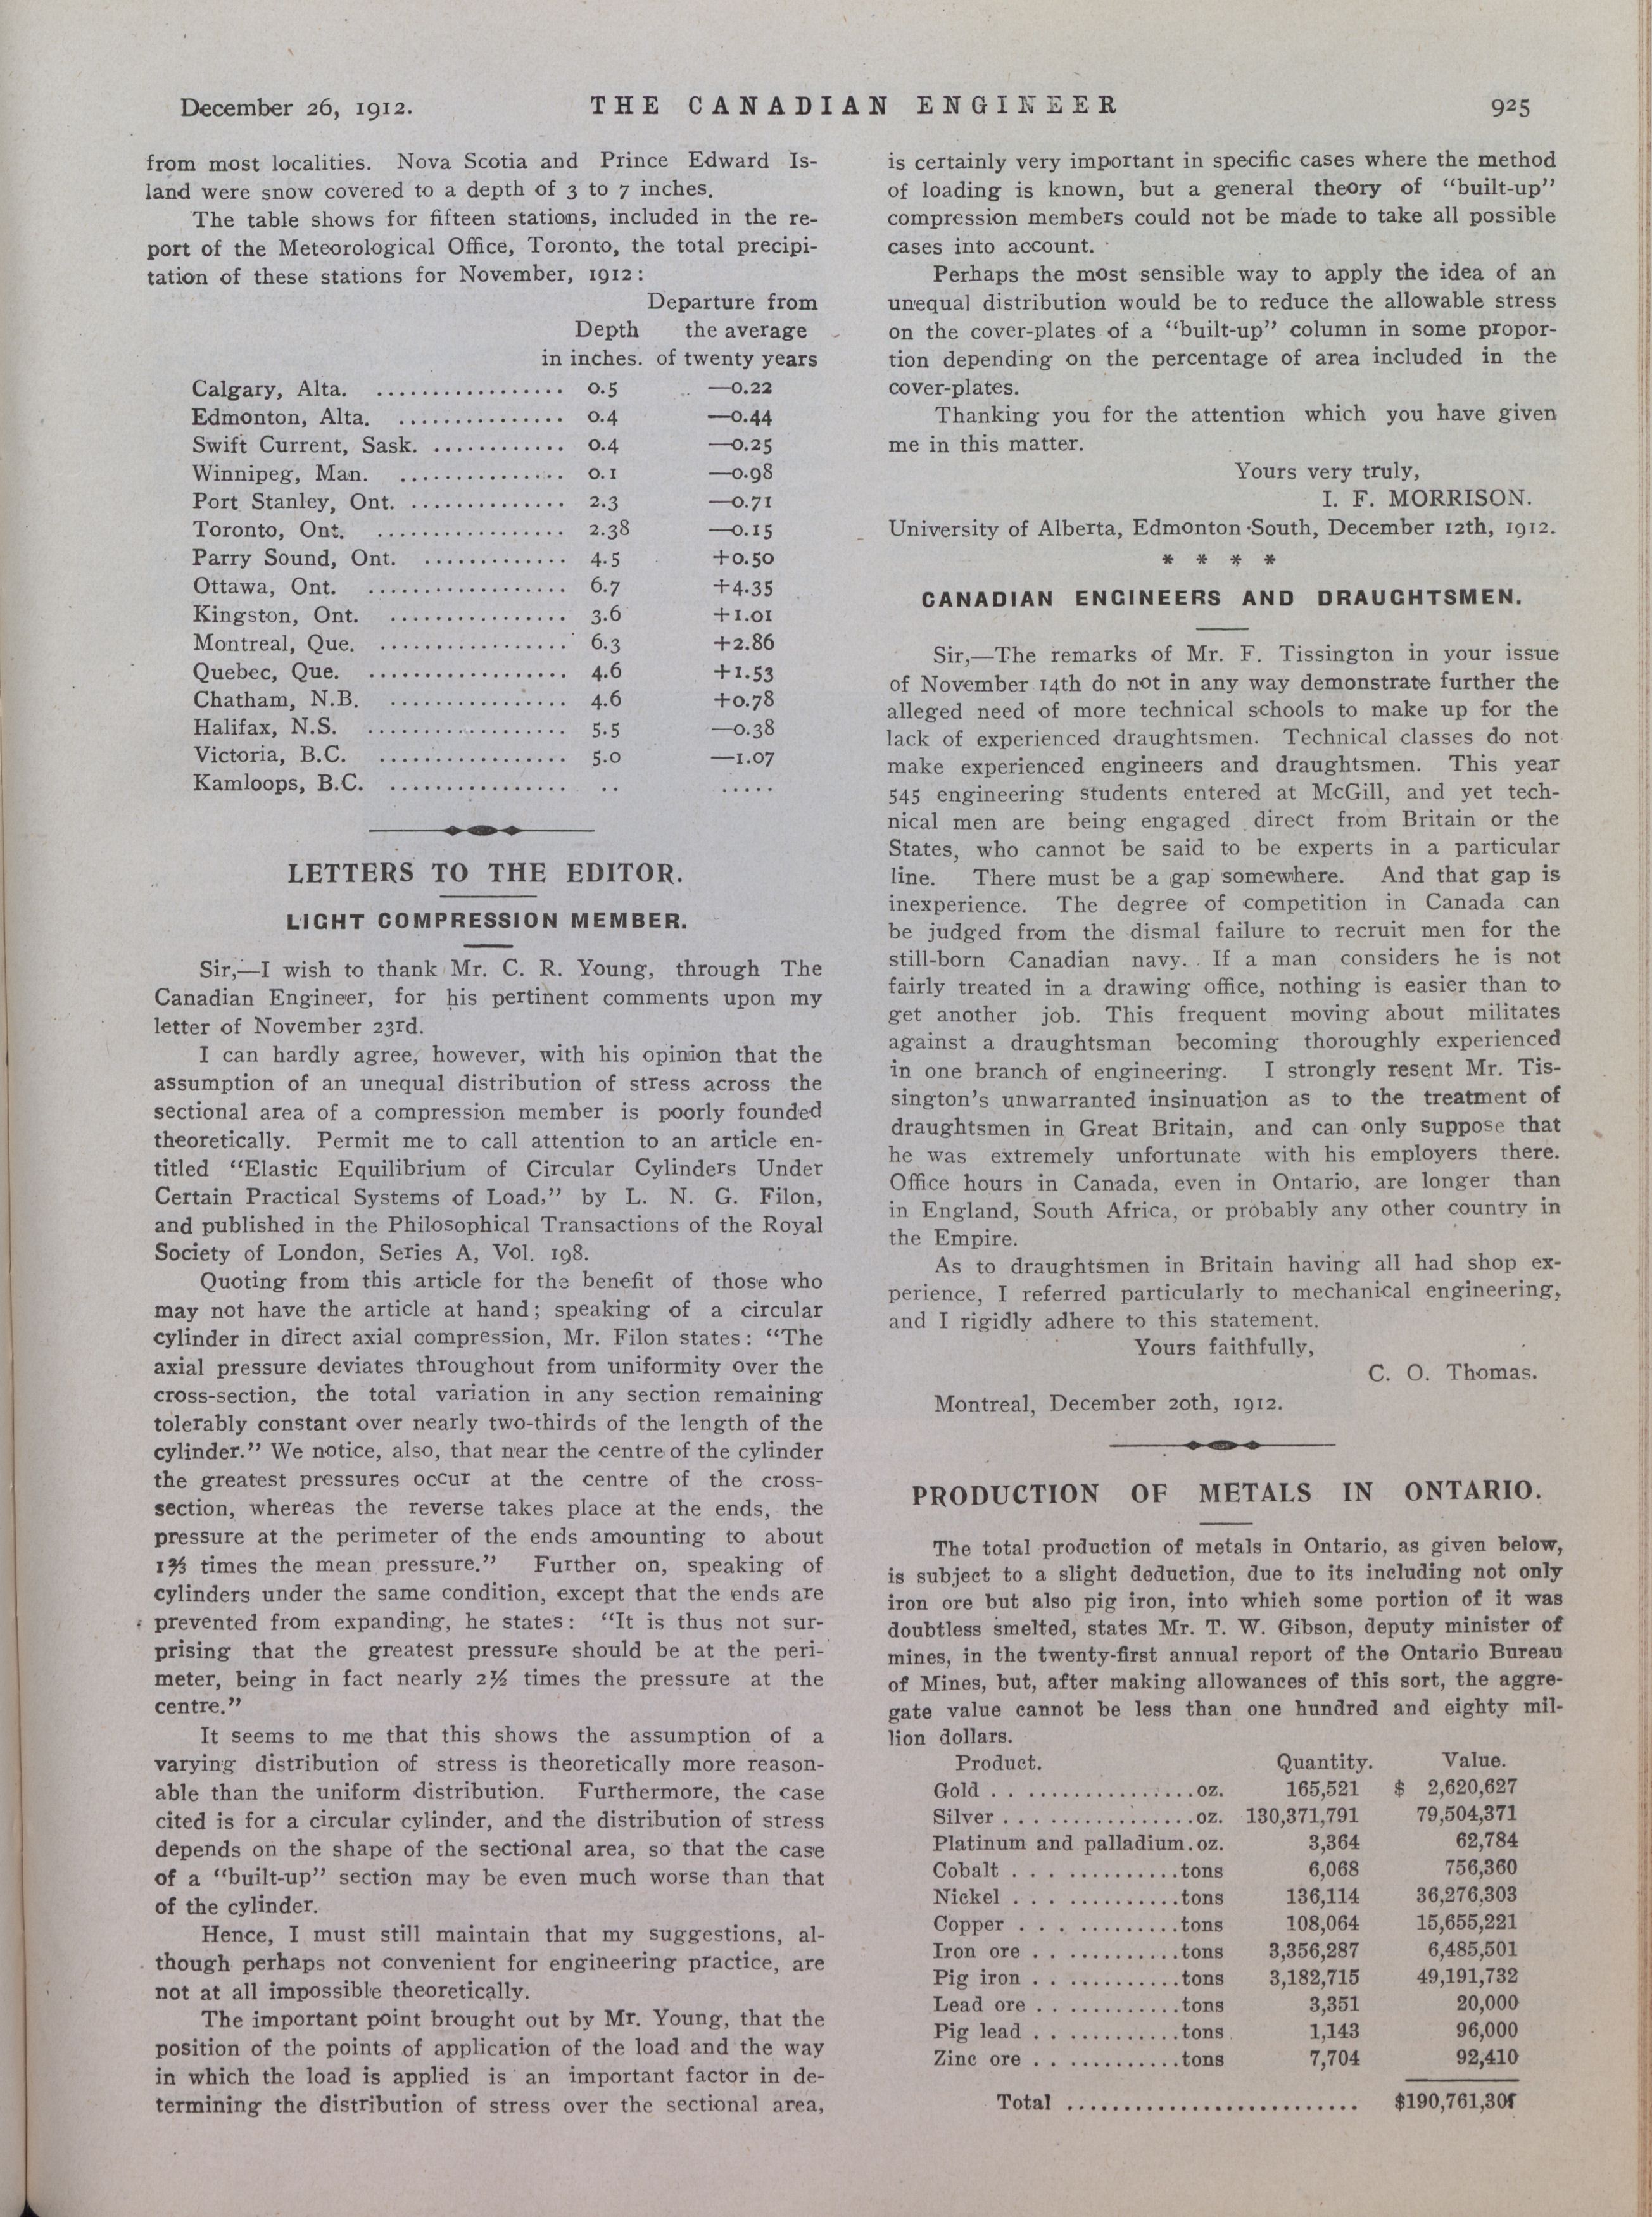 December 26, 1912. THE CANADIAN ENGINEER 925
from most localities. Nova Scotia and Prince Edward Is-
land were snow covered to a depth of 3 to 7 inches.
The table shows for fifteen stations, included in the re-
port of the Meteorological Office, Toronto, the total precipi-
tation of these stations for November, 1912:
Departure from
Depth the average
in inches. of twenty years
Calgary, Alta. ................. 0.5 —0.22
Edmonton, Alta. ............... 0.4 —0.44
Swift Current, Sask. ............ 0.4 —0.25
Winnipeg, Man. ............... 0.1 —0.98
Port Stanley, Ont. .............. 2.3 —0.71
Toronto, Ont. ................. 2.38 —0.15
Parry Sound, Ont. ............. 4.5 +0.50
Ottawa, Ont. .................. 6.7 +4.35
Kingston, Ont. ................ 3.6 +1.01
Montreal, Que. ................. 6.3 +2.86
Quebec, Que. .................. 4.6 +1.53
Chatham, N.B. ................ 4.6 +0.78
Halifax, N.S. .................. 5.5 —0.38
Victoria, B.C. ................. 5.0 —1.07
Kamloops, B.C. ................ .. .....
LETTERS TO THE EDITOR.
LIGHT COMPRESSION MEMBER.
Sir,—I wish to thank Mr. C. R. Young, through The
Canadian Engineer, for his pertinent comments upon my
letter of November 23rd.
I can hardly agree, however, with his opinion that the
assumption of an unequal distribution of stress across the
sectional area of a compression member is poorly founded
theoretically. Permit me to call attention to an article en-
titled "Elastic Equilibrium of Circular Cylinders Under
Certain Practical Systems of Load," by L. N. G. Filon,
and published in the Philosophical Transactions of the Royal
Society of London, Series A, Vol. 198.
Quoting from this article for the benefit of those who
may not have the article at hand; speaking of a circular
cylinder in direct axial compression, Mr. Filon states: "The
axial pressure deviates throughout from uniformity over the
cross-section, the total variation in any section remaining
tolerably constant over nearly two-thirds of the length of the
cylinder." We notice, also, that near the centre of the cylinder
the greatest pressures occur at the centre of the cross-
section, whereas the reverse takes place at the ends, the
pressure at the perimeter of the ends amounting to about
1⅔ times the mean pressure." Further on, speaking of
cylinders under the same condition, except that the ends are
prevented from expanding, he states: "It is thus not sur-
prising that the greatest pressure should be at the peri-
meter, being in fact nearly 2½ times the pressure at the
centre."
It seems to me that this shows the assumption of a
varying distribution of stress is theoretically more reason-
able than the uniform distribution. Furthermore, the case
cited is for a circular cylinder, and the distribution of stress
depends on the shape of the sectional area, so that the case
of a "built-up" section may be even much worse than that
of the cylinder.
Hence, I must still maintain that my suggestions, al-
though perhaps not convenient for engineering practice, are
not at all impossible theoretically.
The important point brought out by Mr. Young, that the
position of the points of application of the load and the way
in which the load is applied is an important factor in de-
termining the distribution of stress over the sectional area,
is certainly very important in specific cases where the method
of loading is known, but a general theory of "built-up"
compression members could not be made to take all possible
cases into account.
Perhaps the most sensible way to apply the idea of an
unequal distribution would be to reduce the allowable stress
on the cover-plates of a "built-up" column in some propor-
tion depending on the percentage of area included in the
cover-plates.
Thanking you for the attention which you have given
me in this matter.
Yours very truly,
I. F. MORRISON.
University of Alberta, Edmonton South, December 12th, 1912.
* * * *
CANADIAN ENGINEERS AND DRAUGHTSMEN.
Sir,—The remarks of Mr. F. Tissington in your issue
of November 14th do not in any way demonstrate further the
alleged need of more technical schools to make up for the
lack of experienced draughtsmen. Technical classes do not
make experienced engineers and draughtsmen. This year
545 engineering students entered at McGill, and yet tech-
nical men are being engaged direct from Britain or the
States, who cannot be said to be experts in a particular
line. There must be a gap somewhere. And that gap is
inexperience. The degree of competition in Canada can
be judged from the dismal failure to recruit men for the
still-born Canadian navy. If a man considers he is not
fairly treated in a drawing office, nothing is easier than to
get another job. This frequent moving about militates
against a draughtsman becoming thoroughly experienced
in one branch of engineering. I strongly resent Mr. Tis-
sington's unwarranted insinuation as to the treatment of
draughtsmen in Great Britain, and can only suppose that
he was extremely unfortunate with his employers there.
Office hours in Canada, even in Ontario, are longer than
in England, South Africa, or probably any other country in
the Empire.
As to draughtsmen in Britain having all had shop ex-
perience, I referred particularly to mechanical engineering,
and I rigidly adhere to this statement.
Yours faithfully,
C. O. Thomas.
Montreal, December 20th, 1912.
PRODUCTION OF METALS IN ONTARIO.
The total production of metals in Ontario, as given below,
is subject to a slight deduction, due to its including not only
iron ore but also pig iron, into which some portion of it was
doubtless smelted, states Mr. T. W. Gibson, deputy minister of
mines, in the twenty-first annual report of the Ontario Bureau
of Mines, but, after making allowances of this sort, the aggre-
gate value cannot be less than one hundred and eighty mil-
lion dollars.
Product. Quantity. Value.
Gold . . ................oz. 165,521 $ 2,620,627
Silver . . . ..............oz. 130,371,791 79,504,371
Platinum and palladium.oz. 3,364 62,784
Cobalt . . . ............tons 6,068 756,360
Nickel . . . ............tons 136,114 36,276,303
Copper . . . ..........tons 108,064 15,655,221
Iron ore . . ...........tons 3,356,287 6,485,501
Pig iron . . ...........tons 3,182,715 49,191,732
Lead ore . . ...........tons 3,351 20,000
Pig lead . . ...........tons 1,143 96,000
Zinc ore . . ...........tons 7,704 92,410
Total ......................... $190,761,30